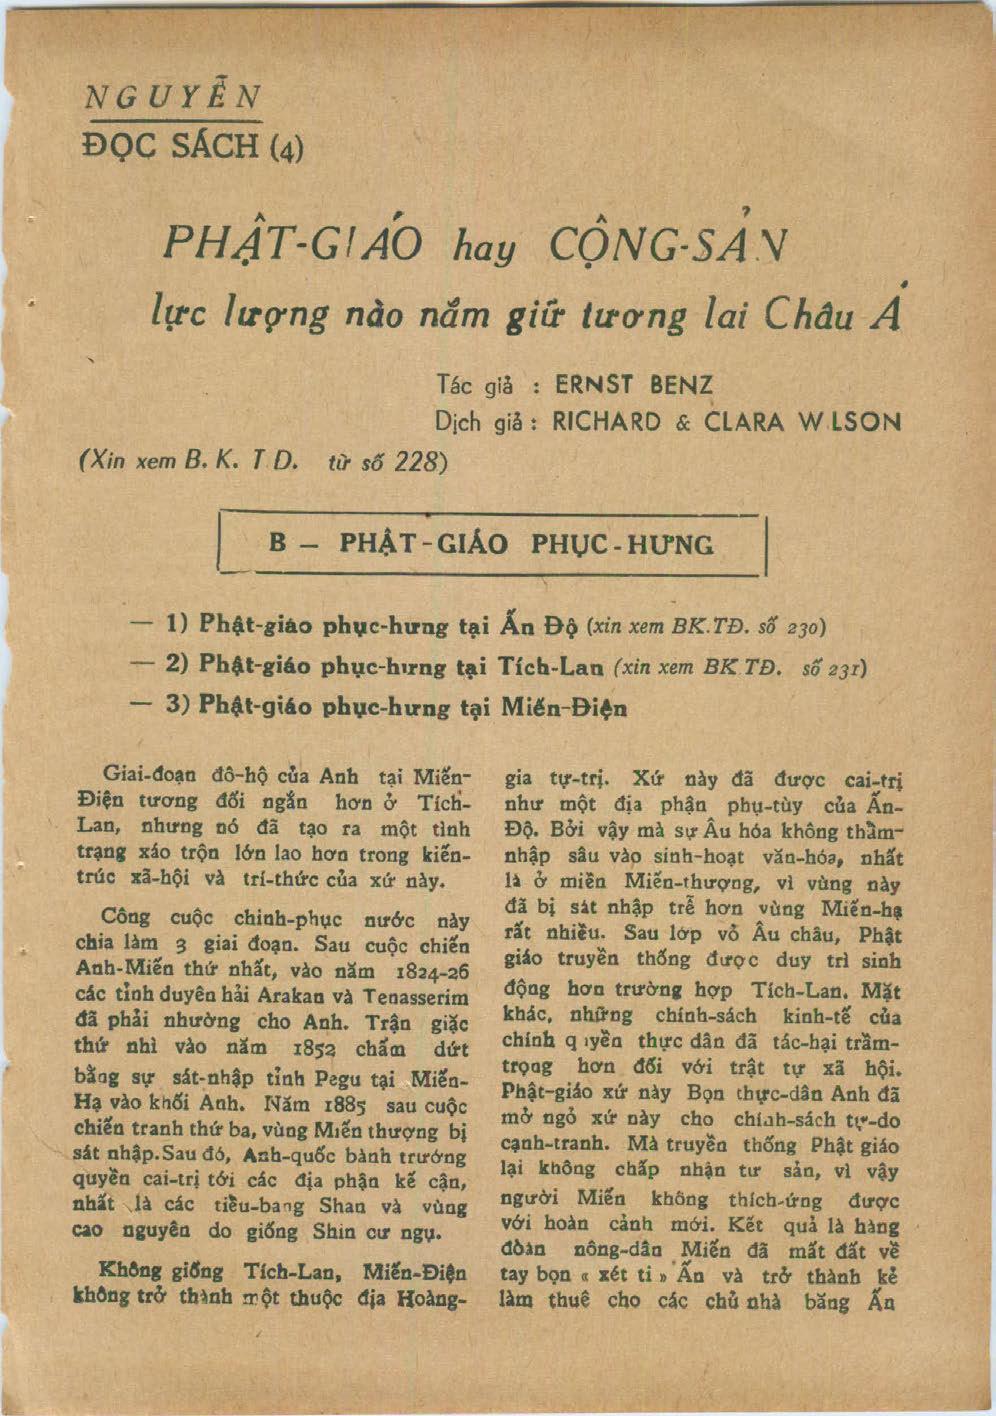 NGUYỄN
ĐỌC SÁCH (4)
PHẬT-GIÁO hay CỘNG-SẢN
lực lượng nào nắm giữ tương lai Châu Á
Tác giả : ERNST BENZ
Dịch giả : RICHARD & CLARA W LSON
(Xin xem B. K. T D. từ số 228)
B — PHẬT-GIÁO PHỤC-HƯNG
— 1) Phật-giáo phục-hưng tại Ấn Độ (xin xem BK.TĐ. số 230)
— 2) Phật-giáo phục-hưng tại Tích-Lan (xin xem BK TĐ. số 231)
— 3) Phật-giáo phục-hưng tại Miến-Điện
Giai-đoạn đô-hộ của Anh tại Miến-
Điện tương đối ngắn hơn ở Tích-
Lan, nhưng nó đã tạo ra một tình
trạng xáo trộn lớn lao hơn trong kiến-
trúc xã-hội và trí-thức của xứ này.
Công cuộc chinh-phục nước này
chia làm 3 giai đoạn. Sau cuộc chiến
Anh-Miến thứ nhất, vào năm 1824-26
các tỉnh duyên hải Arakan và Tenasserim
đã phải nhường cho Anh. Trận giặc
thứ nhì vào năm 1852 chấm dứt
bằng sự sát-nhập tỉnh Pegu tại Miến-
Hạ vào khối Anh. Năm 1885 sau cuộc
chiến tranh thứ ba, vùng Miến thượng bị
sát nhập. Sau đó, Anh-quốc bành trướng
quyền cai-trị tới các địa phận kế cận,
nhất là các tiểu-bang Shan và vùng
cao nguyên do giống Shin cư ngụ.
Không giống Tích-Lan, Miến-Điện
không trở thành một thuộc địa Hoàng-
gia tự-trị. Xứ này đã được cai-trị
như một địa phận phụ-tùy của Ấn-
Độ. Bởi vậy mà sự Âu hóa không thầm-
nhập sâu vào sinh-hoạt văn-hóa, nhất
là ở miền Miến-thượng, vì vùng này
đã bị sát nhập trễ hơn vùng Miến-hạ
rất nhiều. Sau lớp vỏ Âu châu, Phật
giáo truyền thống được duy trì sinh
động hơn trường hợp Tích-Lan. Mặt
khác, những chính-sách kinh-tế của
chính quyền thực dân đã tác-hại trầm-
trọng hơn đối với trật tự xã hội.
Phật-giáo xứ này Bọn thực-dân Anh đã
mở ngỏ xứ này cho chính-sách tự-do
cạnh-tranh. Mà truyền thống Phật giáo
lại không chấp nhận tư sản, vì vậy
người Miến không thích-ứng được
với hoàn cảnh mới. Kết quả là hàng
đoàn nông-dân Miến đã mất đất về
tay bọn « xét ti » Ấn và trở thành kẻ
làm thuê cho các chủ nhà băng Ấn